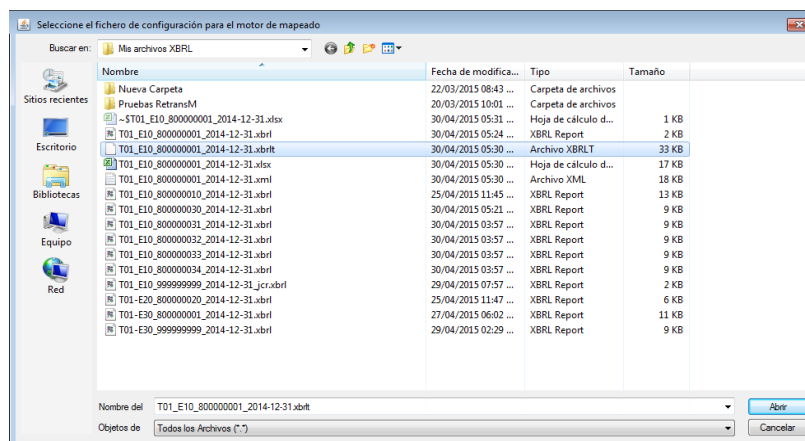 Seleccione el fichero de configuración para el motor de mapeado
Buscar en: Mis archivos XBRL
Nombre Fecha de modifica... Tipo Tamaño
Nueva Carpeta 22/03/2015 08:43 ... Carpeta de archivos
Pruebas RetransM 20/03/2015 10:01 ... Carpeta de archivos
~$T01_E10_800000001_2014-12-31.xlsx 30/04/2015 05:31 ... Hoja de cálculo d... 1 KB
T01_E10_800000001_2014-12-31.xbrl 30/04/2015 05:24 ... XBRL Report 2 KB
T01_E10_800000001_2014-12-31.xbrlt 30/04/2015 05:30 ... Archivo XBRLT 33 KB
T01_E10_800000001_2014-12-31.xlsx 30/04/2015 05:30 ... Hoja de cálculo d... 17 KB
T01_E10_800000001_2014-12-31.xml 30/04/2015 05:30 ... Archivo XML 18 KB
T01_E10_800000010_2014-12-31.xbrl 25/04/2015 11:45 ... XBRL Report 13 KB
T01_E10_800000030_2014-12-31.xbrl 30/04/2015 05:21 ... XBRL Report 9 KB
T01_E10_800000031_2014-12-31.xbrl 30/04/2015 03:57 ... XBRL Report 9 KB
T01_E10_800000032_2014-12-31.xbrl 30/04/2015 03:57 ... XBRL Report 9 KB
T01_E10_800000033_2014-12-31.xbrl 30/04/2015 03:57 ... XBRL Report 9 KB
T01_E10_800000034_2014-12-31.xbrl 30/04/2015 03:57 ... XBRL Report 9 KB
T01_E10_999999999_2014-12-31_jcr.xbrl 29/04/2015 07:57 ... XBRL Report 2 KB
T01-E20_800000020_2014-12-31.xbrl 25/04/2015 11:47 ... XBRL Report 6 KB
T01-E30_800000001_2014-12-31.xbrl 27/04/2015 06:02 ... XBRL Report 11 KB
T01-E30_999999999_2014-12-31.xbrl 29/04/2015 02:29 ... XBRL Report 9 KB
Sitios recientes
Escritorio
Bibliotecas
Equipo
Red
Nombre del T01_E10_800000001_2014-12-31.xbrlt Abrir
Objetos de Todos los Archivos (*.*) Cancelar